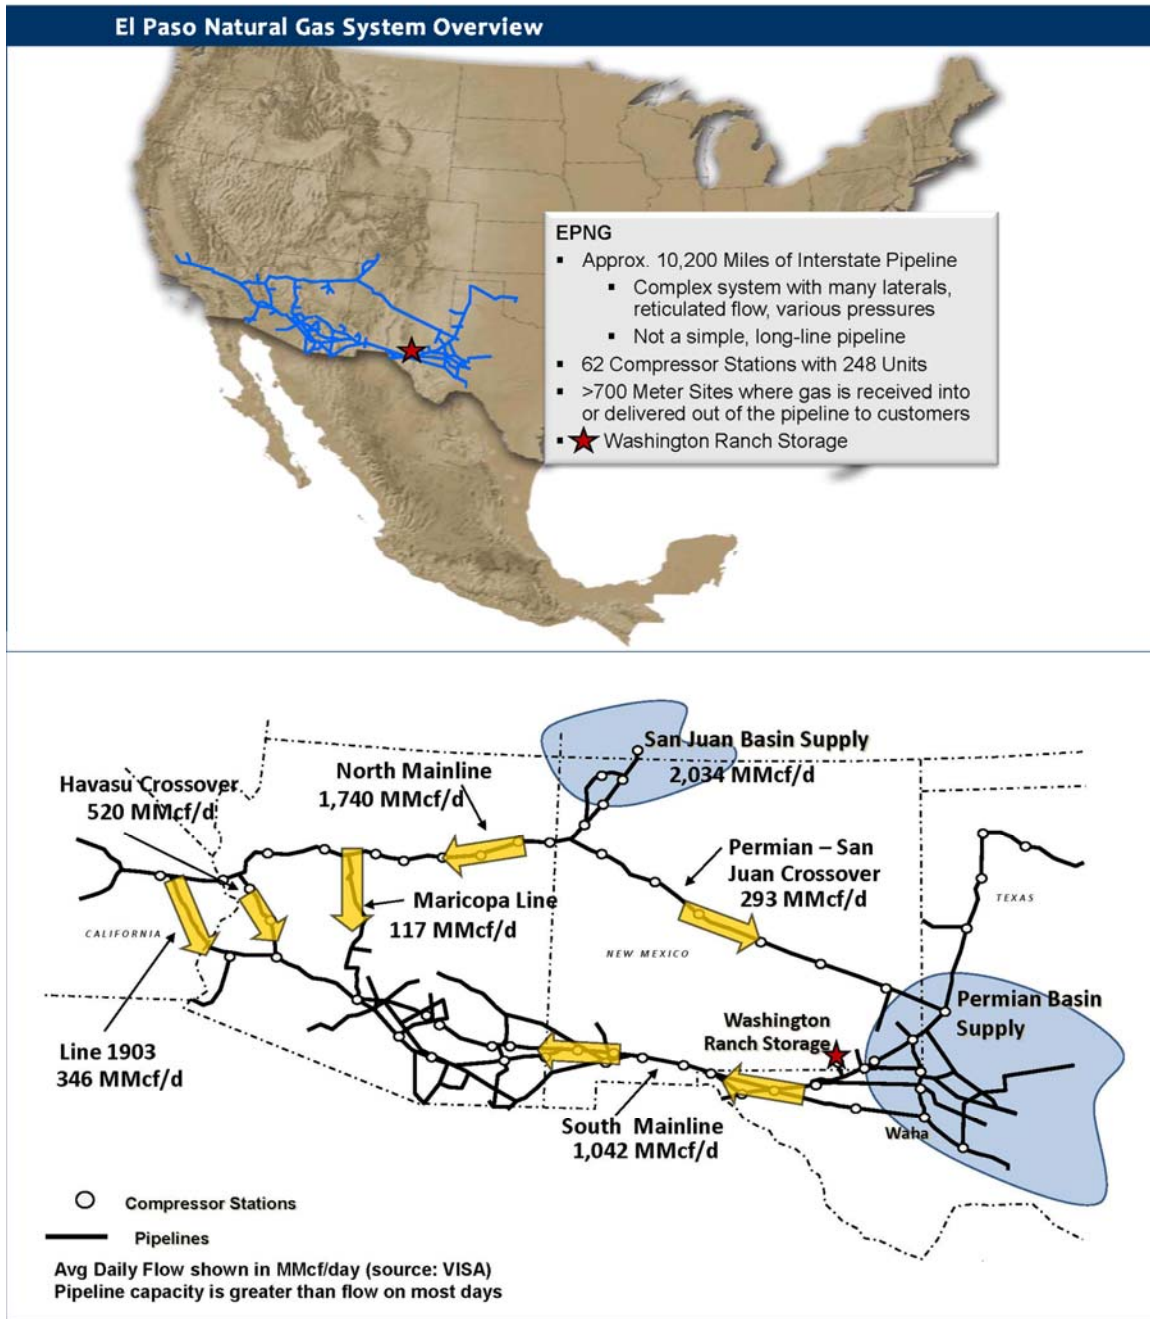 El Paso Natural Gas System Overview
EPNG
▪ Approx. 10,200 Miles of Interstate Pipeline
▪ Complex system with many laterals,
reticulated flow, various pressures
▪ Not a simple, long-line pipeline
▪ 62 Compressor Stations with 248 Units
▪ >700 Meter Sites where gas is received into
or delivered out of the pipeline to customers
▪ Washington Ranch Storage
San Juan Basin Supply
2,034 MMcf/d
North Mainline
1,740 MMcf/d
Havasu Crossover
520 MMcf/d
Permian – San
Juan Crossover
293 MMcf/d
Maricopa Line
117 MMcf/d
TEXAS
CALIFORNIA
NEW MEXICO
Permian Basin
Supply
Washington
Ranch Storage
Line 1903
346 MMcf/d
South Mainline
1,042 MMcf/d
Waha
Compressor Stations
Pipelines
Avg Daily Flow shown in MMcf/day (source: VISA)
Pipeline capacity is greater than flow on most days